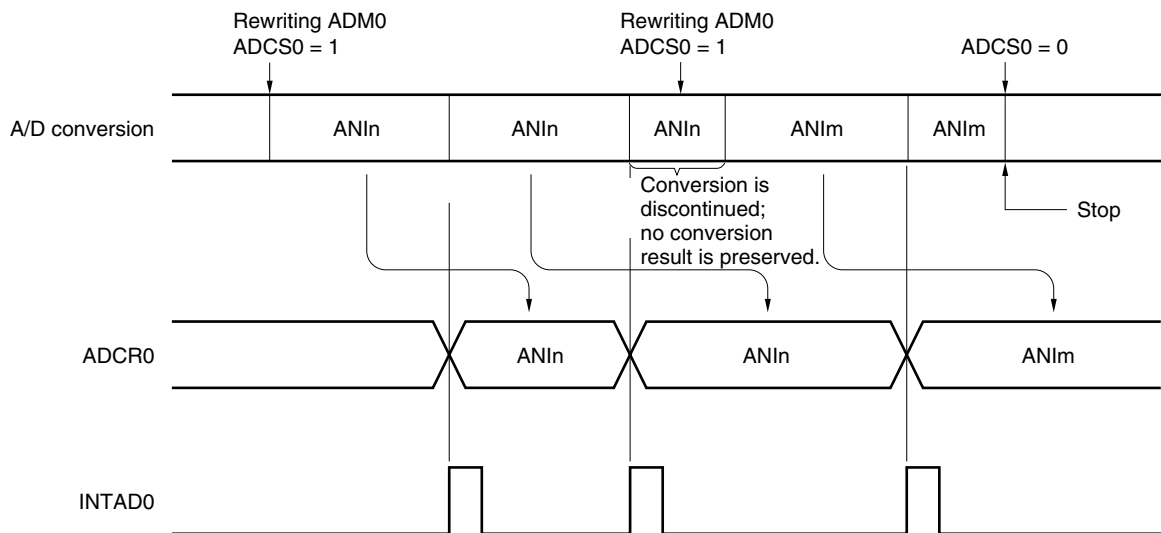 Rewriting ADM0
ADCS0 = 1
Rewriting ADM0
ADCS0 = 1
ADCS0 = 0
A/D conversion
ANIn
ANIn
ANIn
ANIm
ANIm
Conversion is
discontinued;
no conversion
result is preserved.
Stop
ADCR0
ANIn
ANIn
ANIm
INTAD0